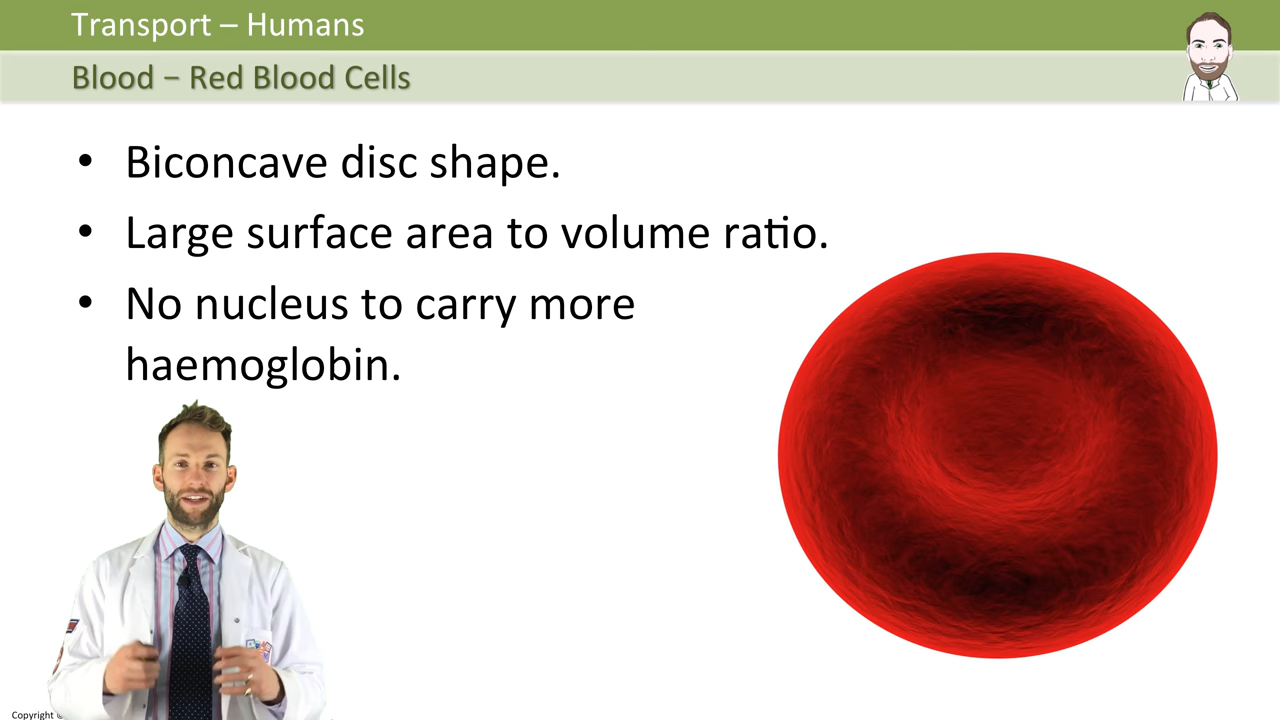 Transport – Humans
Blood – Red Blood Cells
• Biconcave disc shape.
• Large surface area to volume ratio.
• No nucleus to carry more
haemoglobin.
Copyright ©